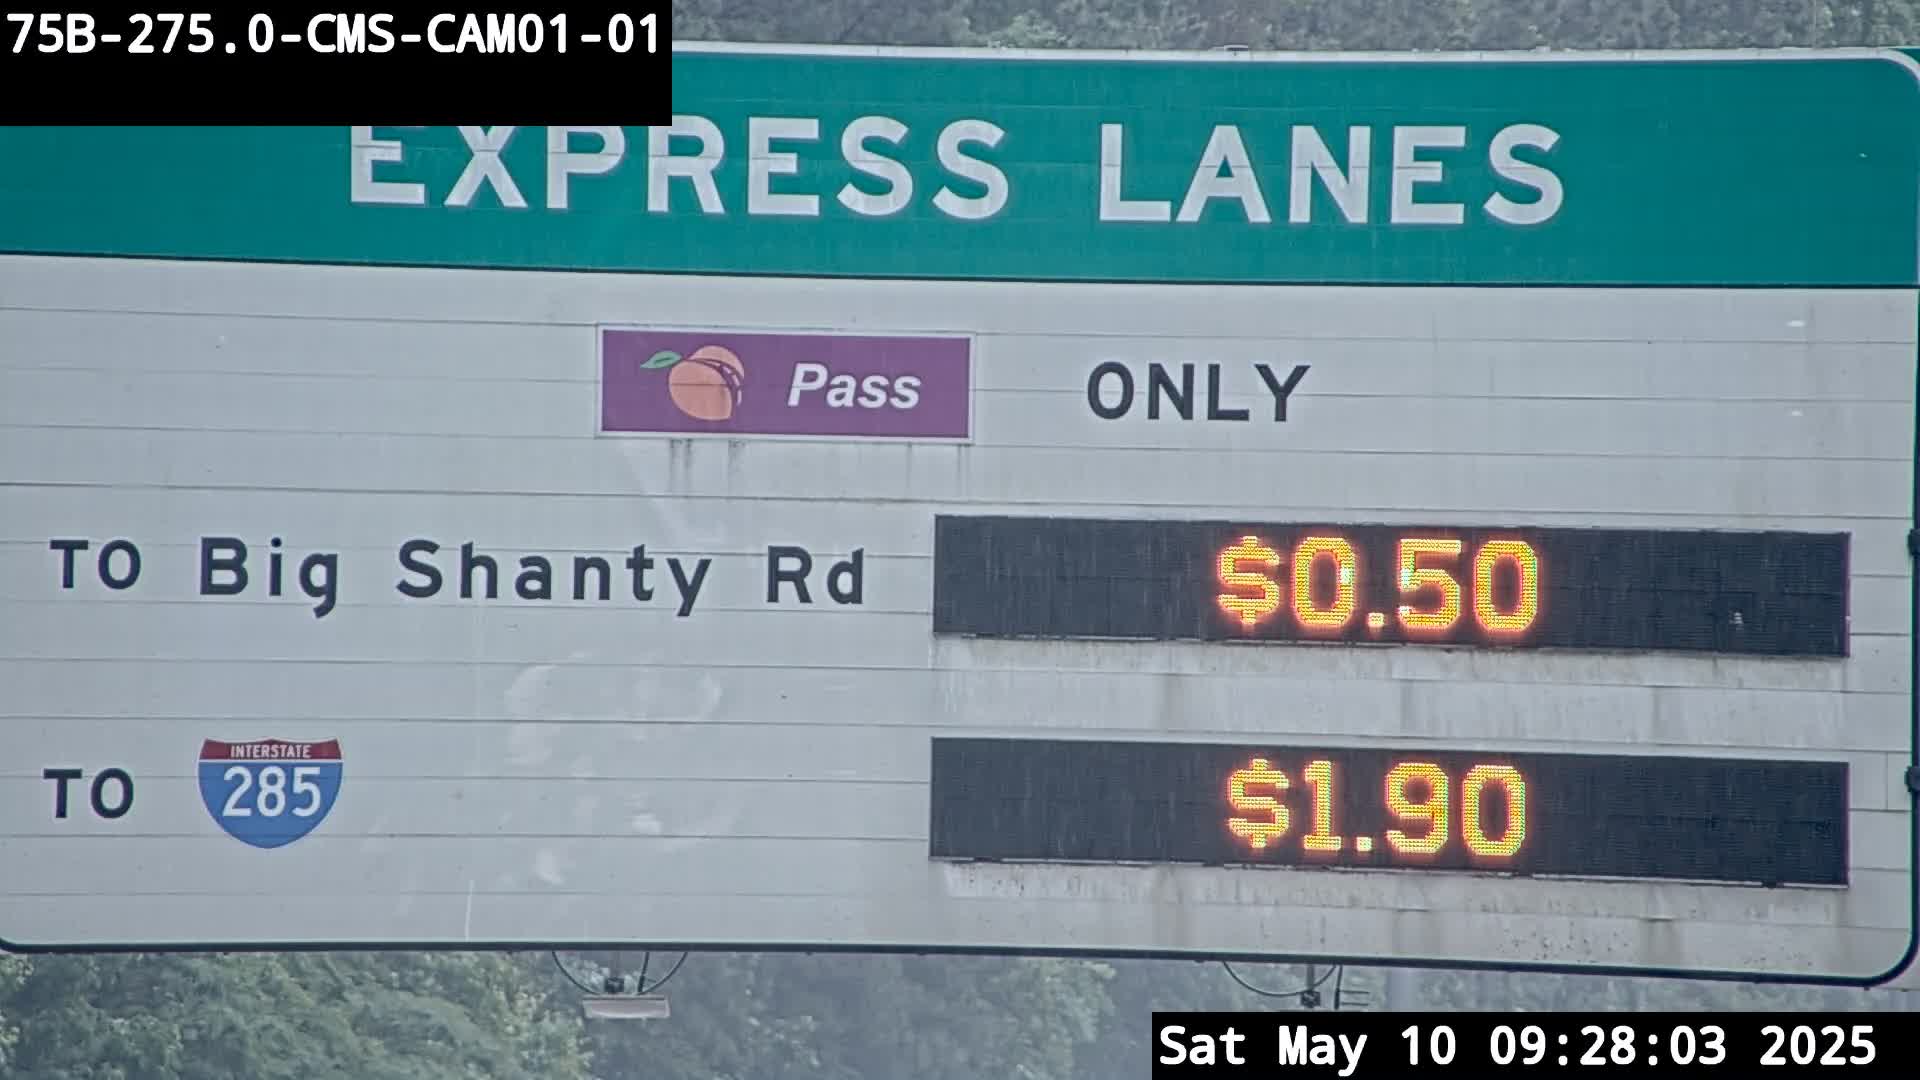 75B-275.0-CMS-CAM01-01
EXPRESS LANES
Pass ONLY
TO Big Shanty Rd $0.50
TO INTERSTATE 285 $1.90
Sat May 10 09:28:03 2025